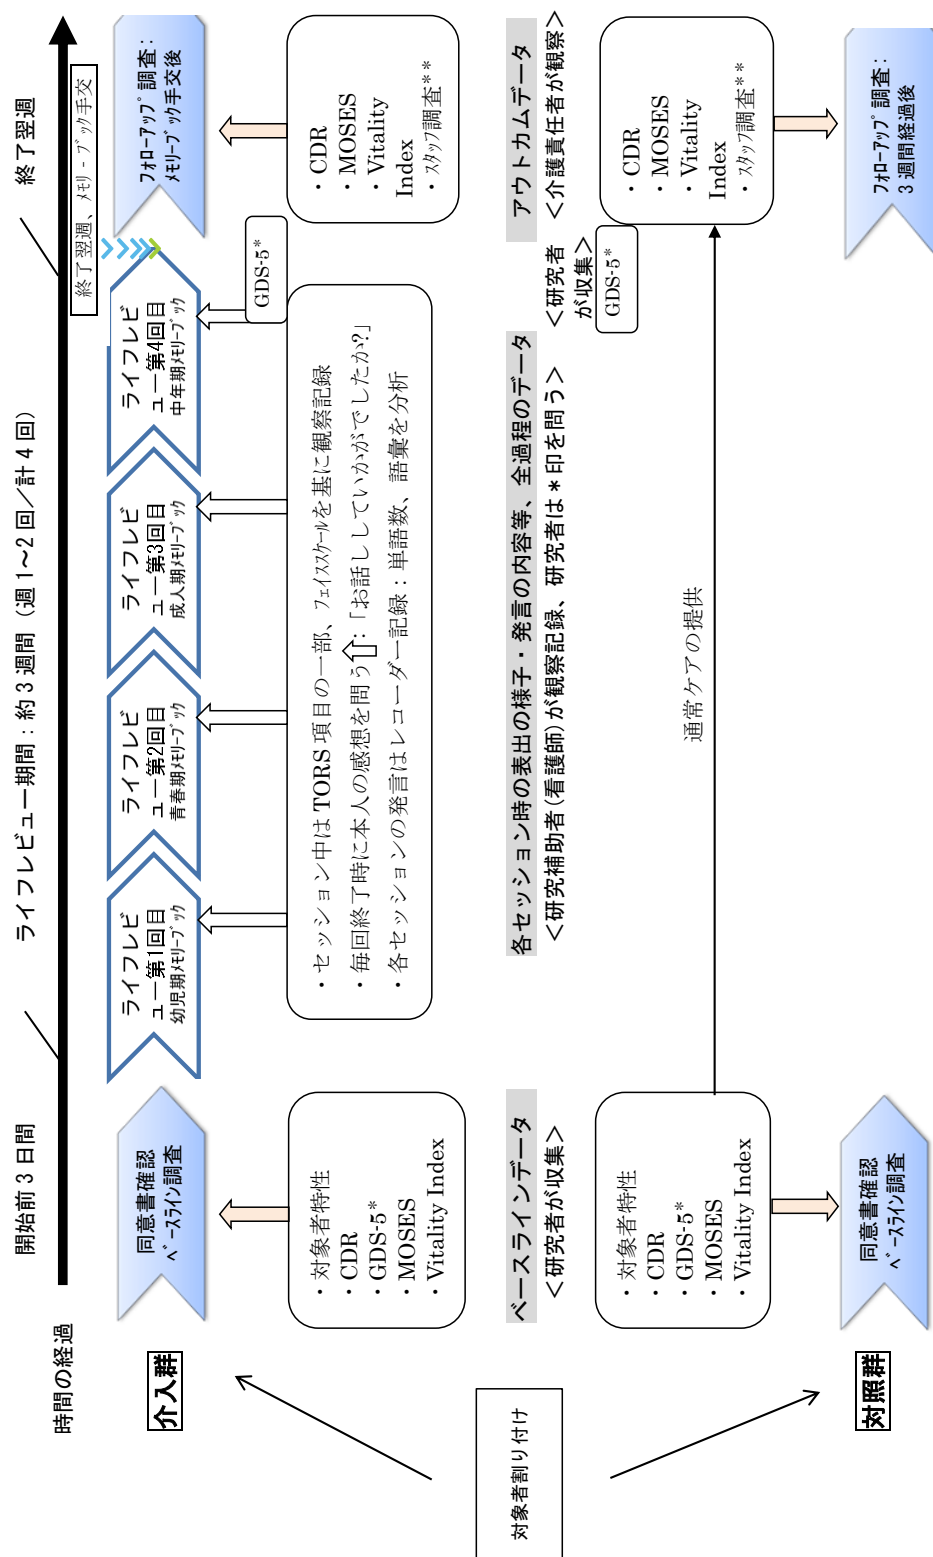 時間の経過
開始前3日間
ライフレビュー期間：約3週間（週1～2回／計4回）
終了翌週
終了翌週、メモリ‐ブック手交
介入群
同意書確認
ベースライン調査
ライフレビ
ュー第1回目
幼児期メモリーブック
ライフレビ
ュー第2回目
青春期メモリーブック
ライフレビ
ュー第3回目
成人期メモリーブック
ライフレビ
ュー第4回目
中年期メモリーブック
フォローアップ調査：
メモリーブック手交後
・対象者特性
・CDR
・GDS-5*
・MOSES
・Vitality Index
・セッション中はTORS項目の一部、フェイススケールを基に観察記録
・毎回終了時に本人の感想を問う：「お話ししていかがでしたか?」
・各セッションの発言はレコーダー記録：単語数、語彙を分析
GDS-5*
・CDR
・MOSES
・Vitality
Index
・スタッフ調査**
対象者割り付け
ベースラインデータ
＜研究者が収集＞
各セッション時の表出の様子・発言の内容等、全過程のデータ
＜研究補助者(看護師)が観察記録、研究者は＊印を問う＞
＜研究者
が収集＞
アウトカムデータ
＜介護責任者が観察＞
・対象者特性
・CDR
・GDS-5*
・MOSES
・Vitality Index
通常ケアの提供
GDS-5*
・CDR
・MOSES
・Vitality
Index
・スタッフ調査**
対照群
同意書確認
ベースライン調査
フォローアップ調査：
3週間経過後